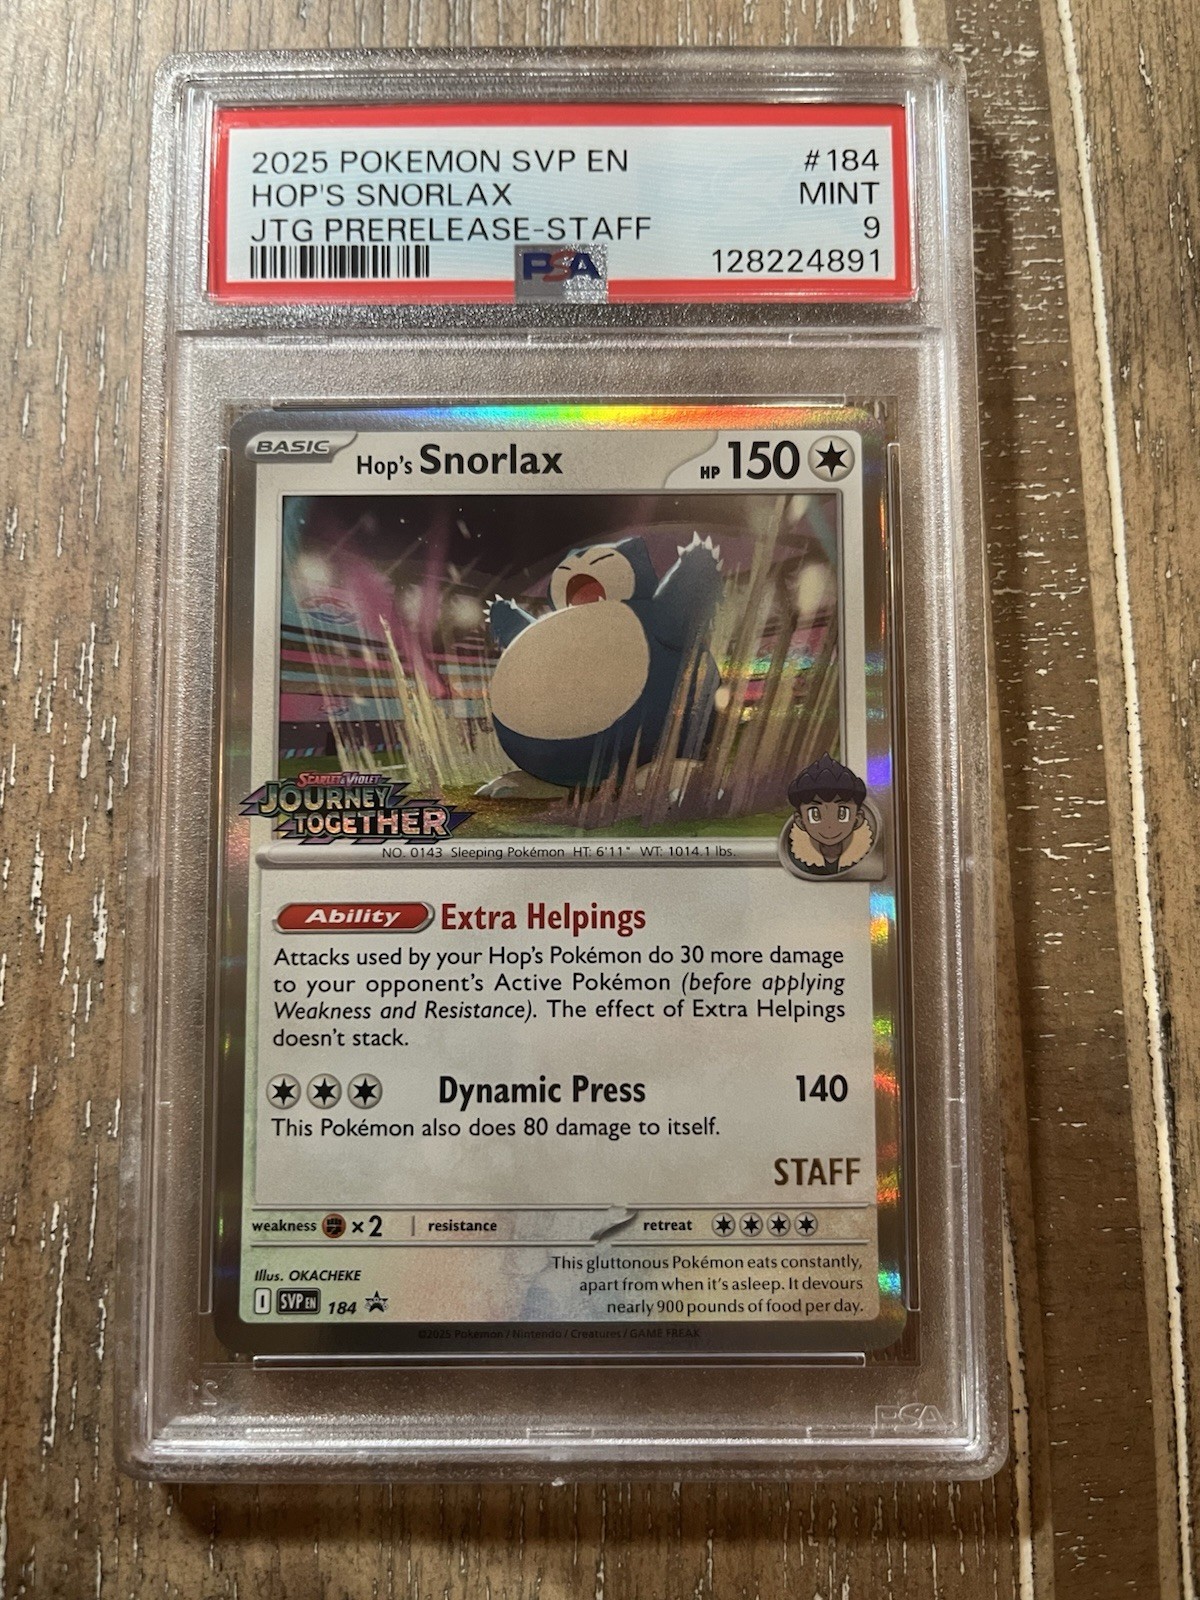 2025 POKEMON SVP EN #184
HOP'S SNORLAX MINT
JTG PRERELEASE-STAFF 9
PSA 128224891
BASIC Hop's Snorlax HP 150
SCARLET & VIOLET
JOURNEY
TOGETHER
NO. 0143 Sleeping Pokémon HT: 6'11" WT: 1014.1 lbs.
Ability Extra Helpings
Attacks used by your Hop's Pokémon do 30 more damage
to your opponent's Active Pokémon (before applying
Weakness and Resistance). The effect of Extra Helpings
doesn't stack.
Dynamic Press 140
This Pokémon also does 80 damage to itself.
STAFF
weakness ×2 resistance retreat
Illus. OKACHEKE
This gluttonous Pokémon eats constantly,
apart from when it's asleep. It devours
nearly 900 pounds of food per day.
I SVP EN 184
©2025 Pokémon / Nintendo / Creatures / GAME FREAK
PSA